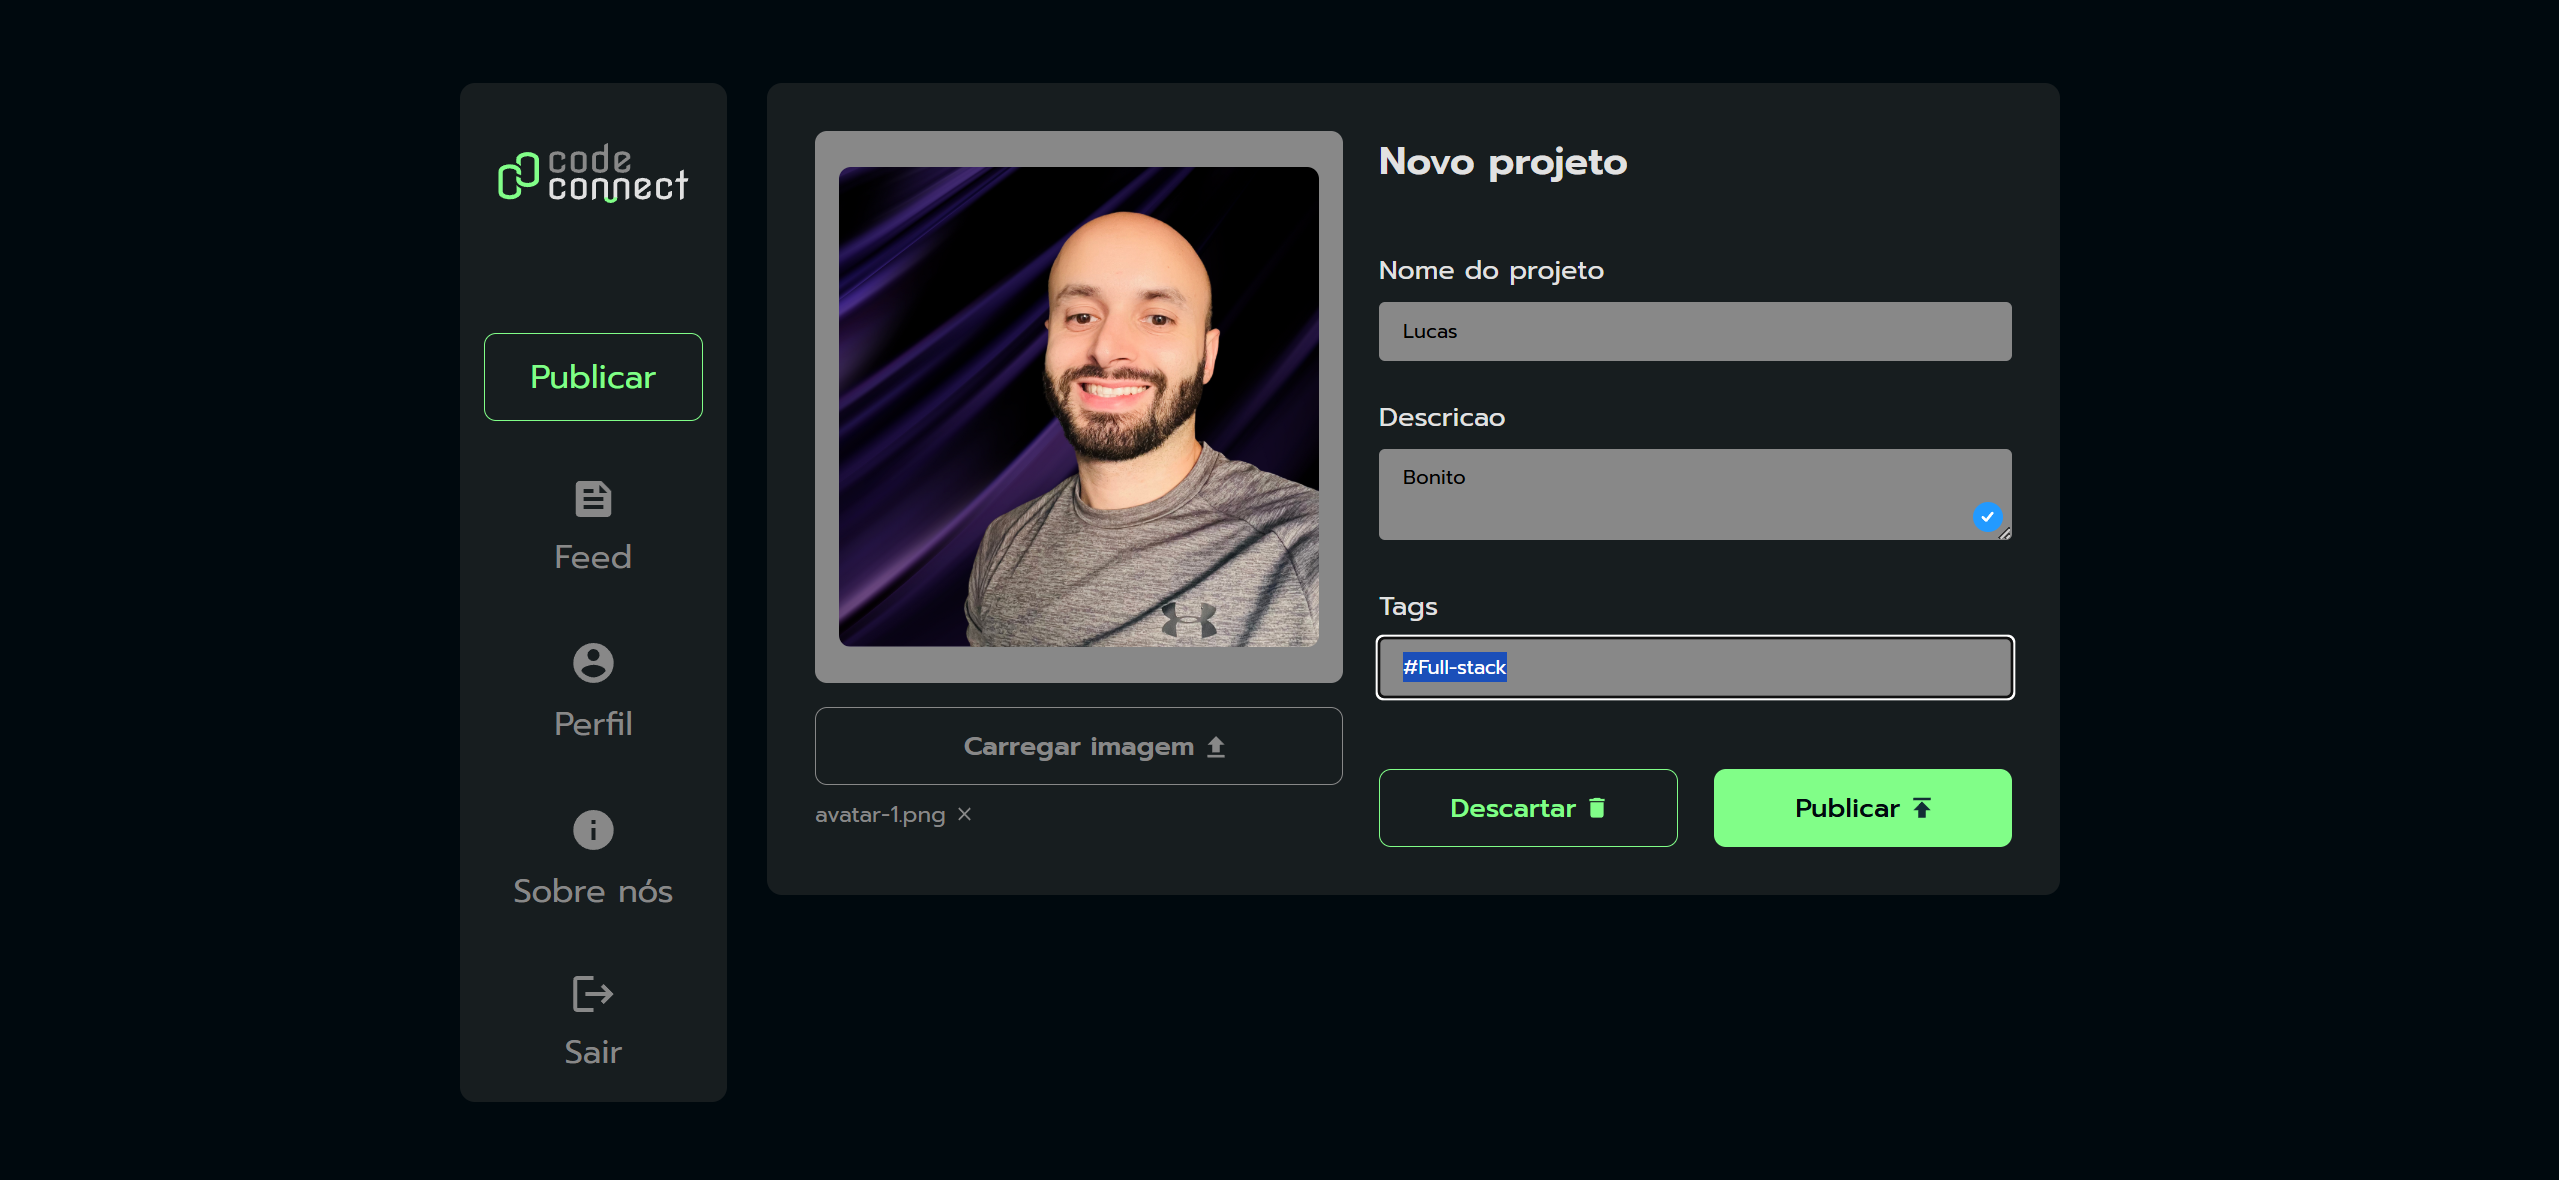 code
connect
Publicar
Feed
Perfil
Sobre nós
Sair
Carregar imagem
avatar-1.png
Novo projeto
Nome do projeto
Lucas
Descricao
Bonito
Tags
#Full-stack
Descartar
Publicar